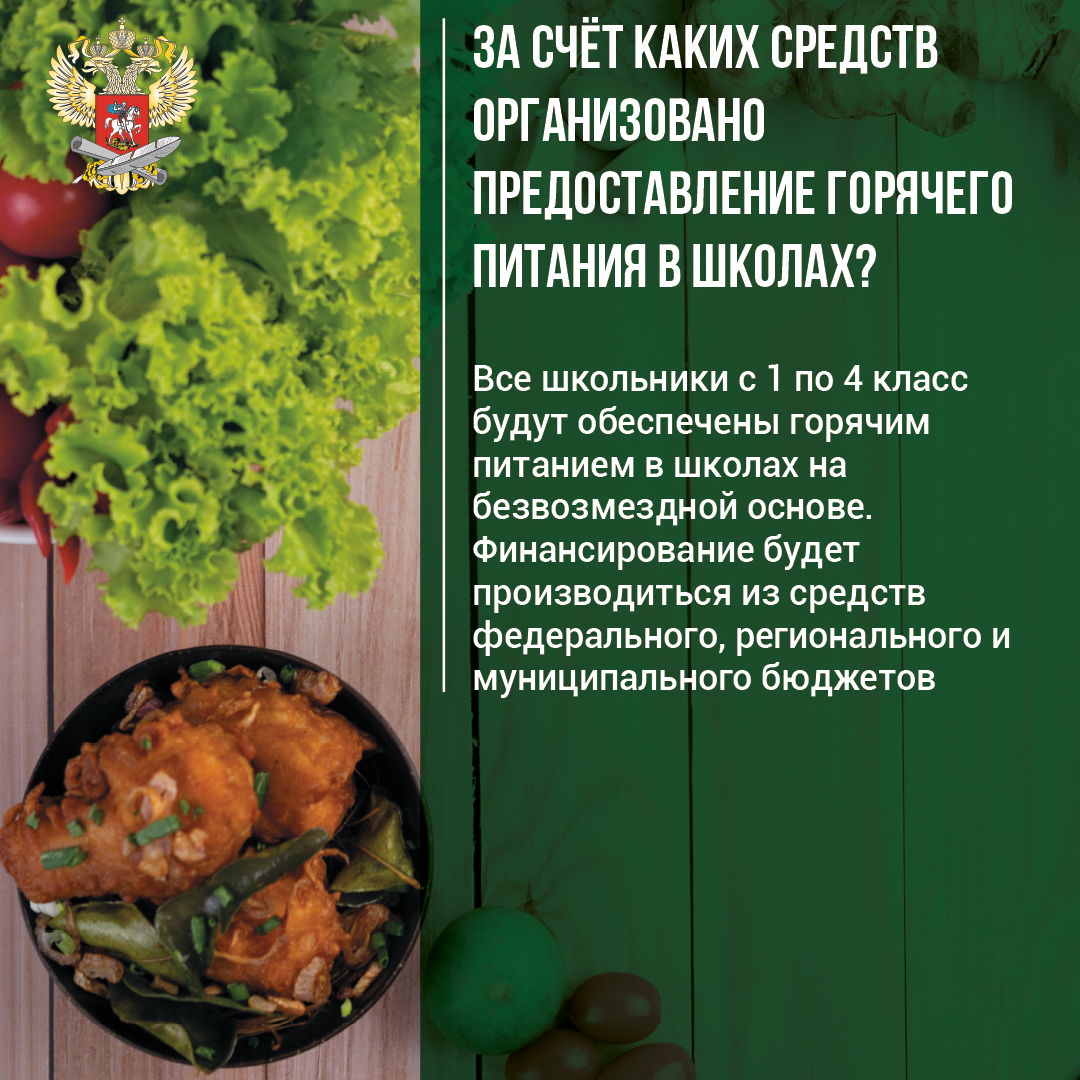 ЗА СЧЁТ КАКИХ СРЕДСТВ
ОРГАНИЗОВАНО
ПРЕДОСТАВЛЕНИЕ ГОРЯЧЕГО
ПИТАНИЯ В ШКОЛАХ?
Все школьники с 1 по 4 класс
будут обеспечены горячим
питанием в школах на
безвозмездной основе.
Финансирование будет
производиться из средств
федерального, регионального и
муниципального бюджетов